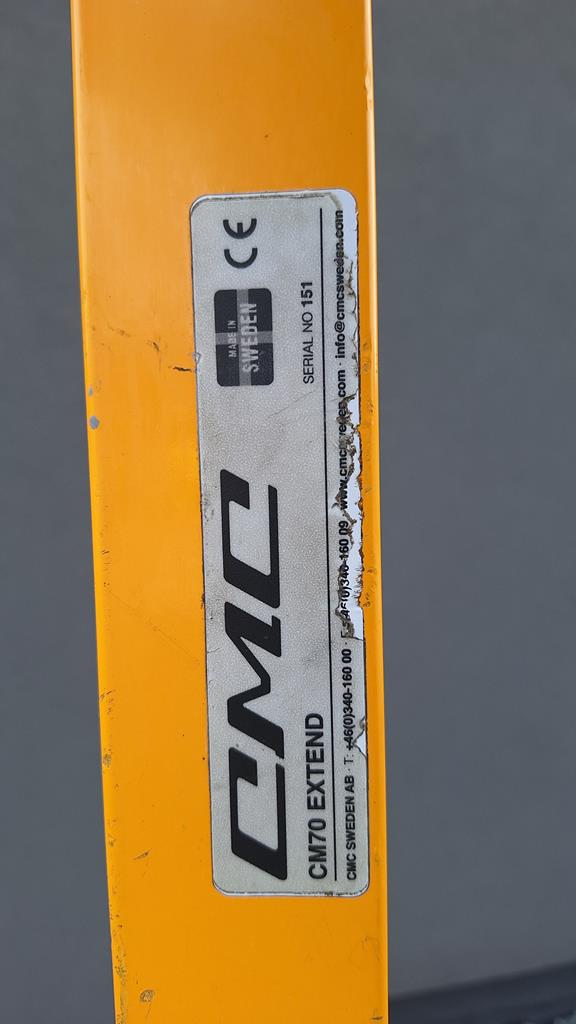 CMC
MADE IN
SWEDEN
CE
CM70 EXTEND
SERIAL NO 151
CMC SWEDEN AB · T: +46(0)340-160 00 · F: +46(0)340-160 09 · www.cmcsweden.com · info@cmcsweden.com